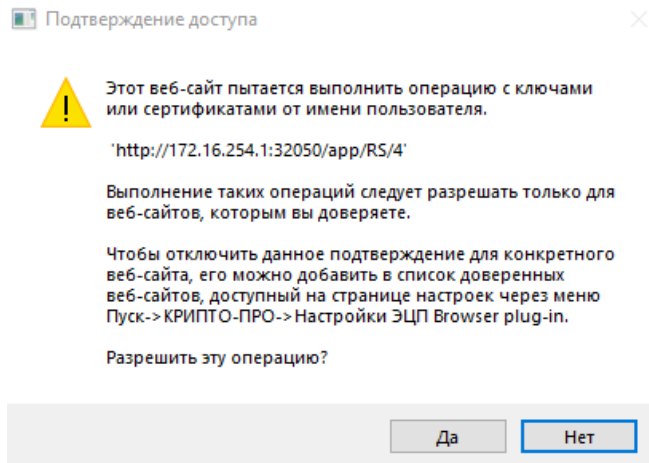 Подтверждение доступа
Этот веб-сайт пытается выполнить операцию с ключами
или сертификатами от имени пользователя.
'http://172.16.254.1:32050/app/RS/4'
Выполнение таких операций следует разрешать только для
веб-сайтов, которым вы доверяете.
Чтобы отключить данное подтверждение для конкретного
веб-сайта, его можно добавить в список доверенных
веб-сайтов, доступный на странице настроек через меню
Пуск->КРИПТО-ПРО->Настройки ЭЦП Browser plug-in.
Разрешить эту операцию?
Да Нет